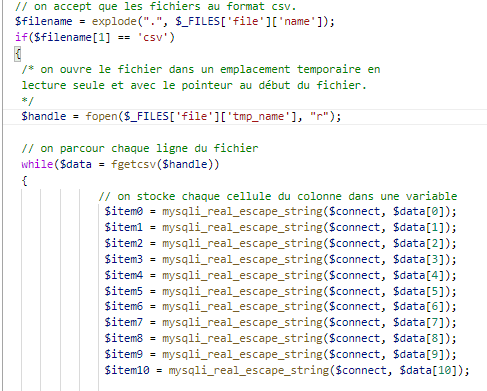 // on accept que les fichiers au format csv.
$filename = explode(".", $_FILES['file']['name']);
if($filename[1] == 'csv')
{
/* on ouvre le fichier dans un emplacement temporaire en
lecture seule et avec le pointeur au début du fichier.
*/
$handle = fopen($_FILES['file']['tmp_name'], "r");
// on parcour chaque ligne du fichier
while($data = fgetcsv($handle))
{
// on stocke chaque cellule du colonne dans une variable
$item0 = mysqli_real_escape_string($connect, $data[0]);
$item1 = mysqli_real_escape_string($connect, $data[1]);
$item2 = mysqli_real_escape_string($connect, $data[2]);
$item3 = mysqli_real_escape_string($connect, $data[3]);
$item4 = mysqli_real_escape_string($connect, $data[4]);
$item5 = mysqli_real_escape_string($connect, $data[5]);
$item6 = mysqli_real_escape_string($connect, $data[6]);
$item7 = mysqli_real_escape_string($connect, $data[7]);
$item8 = mysqli_real_escape_string($connect, $data[8]);
$item9 = mysqli_real_escape_string($connect, $data[9]);
$item10 = mysqli_real_escape_string($connect, $data[10]);